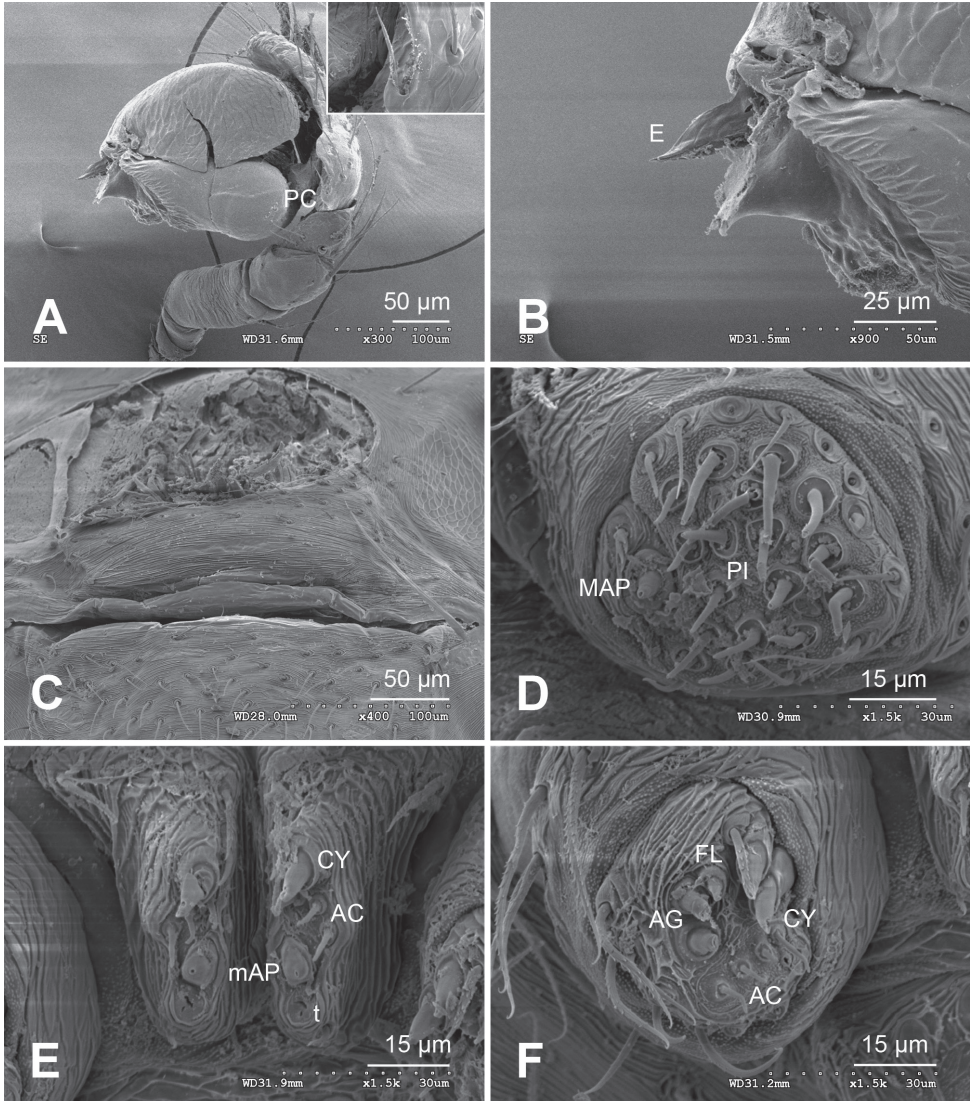 PC
50 µm
A
SE
WD31.6mm
x300 100um
E
25 µm
B
SE
WD31.5mm
x900 50um
50 µm
C
WD28.0mm
x400 100um
MAP
PI
15 µm
D
WD30.9mm
x1.5k 30um
CY
AC
mAP
t
15 µm
E
WD31.9mm
x1.5k 30um
FL
AG
CY
AC
15 µm
F
WD31.2mm
x1.5k 30um